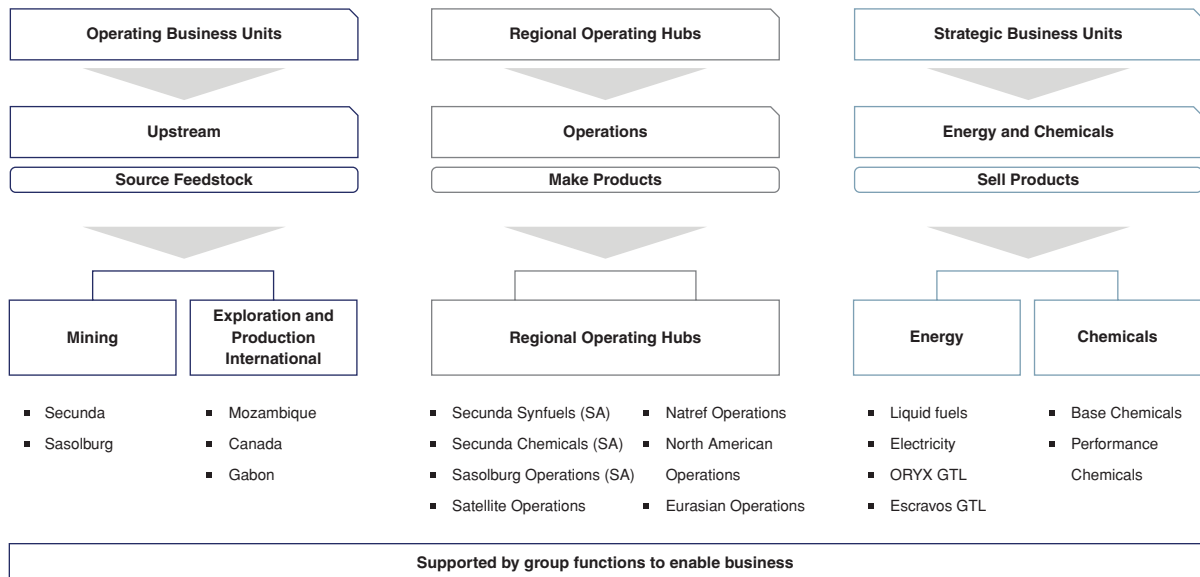 Operating Business Units
Regional Operating Hubs
Strategic Business Units
Upstream
Operations
Energy and Chemicals
Source Feedstock
Make Products
Sell Products
Mining
Exploration and
Production
International
Regional Operating Hubs
Energy
Chemicals
▪ Secunda
▪ Sasolburg
▪ Mozambique
▪ Canada
▪ Gabon
▪ Secunda Synfuels (SA)
▪ Secunda Chemicals (SA)
▪ Sasolburg Operations (SA)
▪ Satellite Operations
▪ Natref Operations
▪ North American
Operations
▪ Eurasian Operations
▪ Liquid fuels
▪ Electricity
▪ ORYX GTL
▪ Escravos GTL
▪ Base Chemicals
▪ Performance
Chemicals
Supported by group functions to enable business